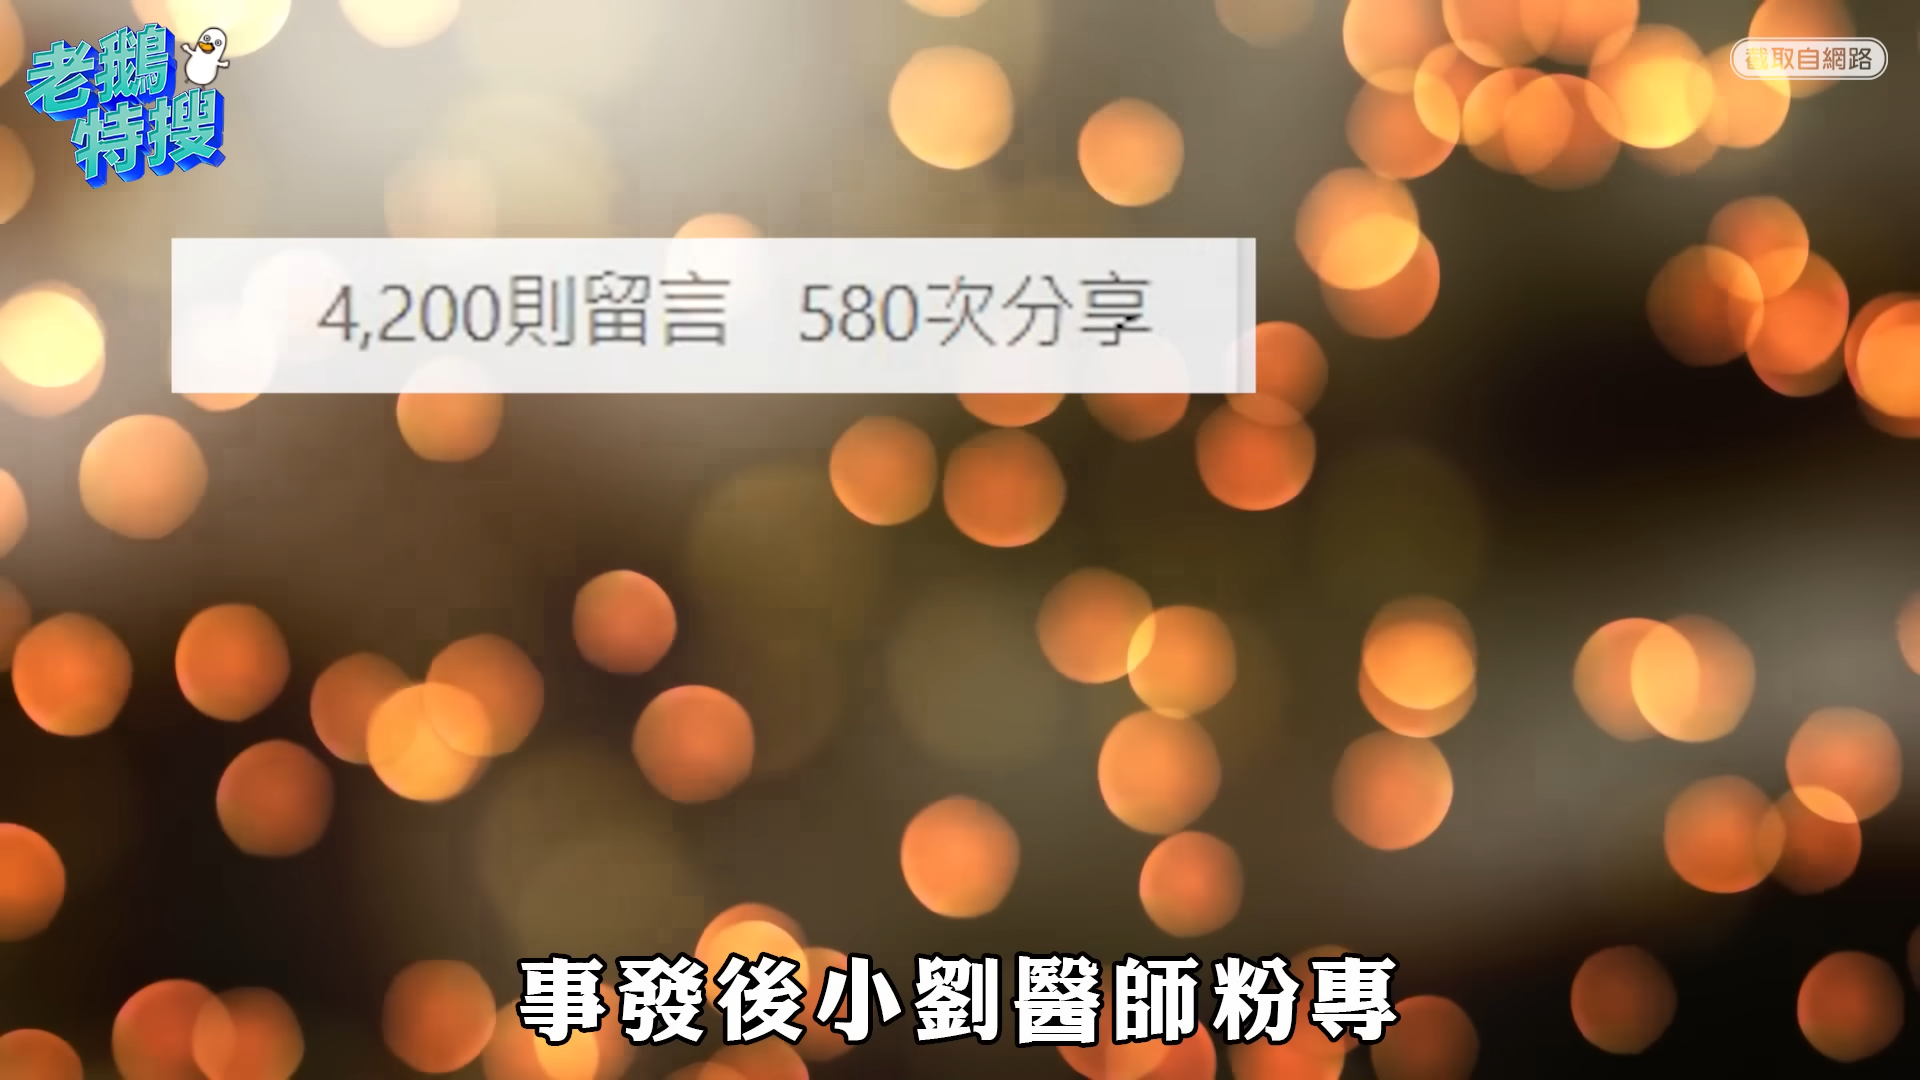 老鵝
特搜
截取自網路
4,200則留言 580次分享
事發後小劉醫師粉專